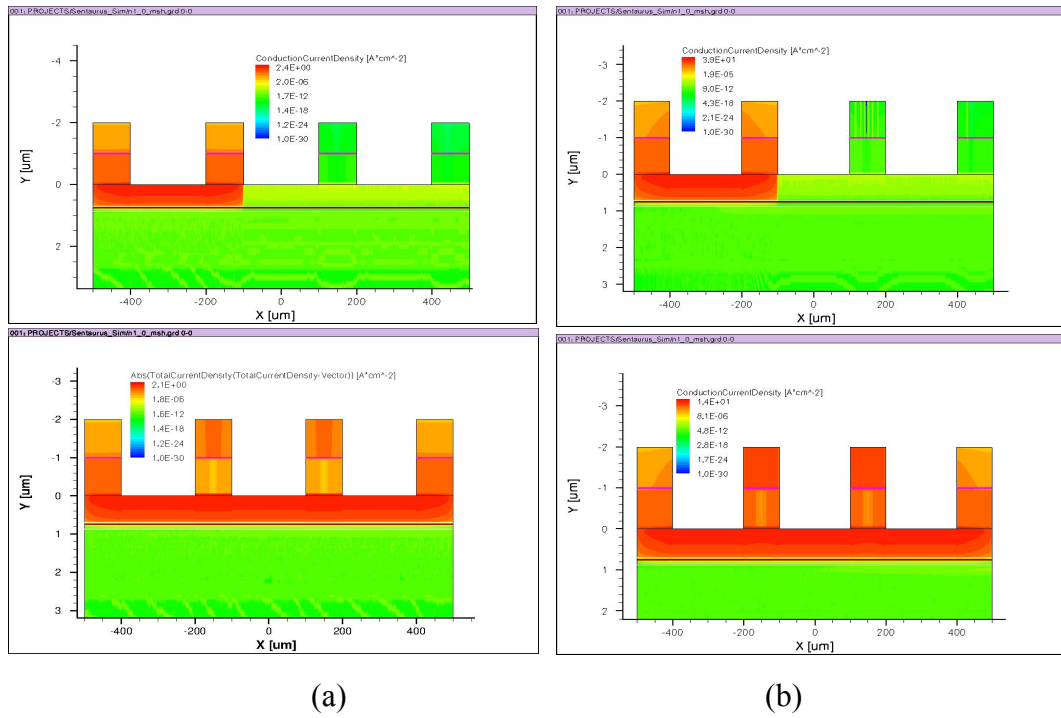 001: PROJECTS/Sentaurus_Sim/n1_0_msh.grd 0-0
ConductionCurrentDensity [A*cm^-2]
2.4E+00
2.0E-06
1.7E-12
1.4E-18
1.2E-24
1.0E-30
Y [um]
-4
-2
0
2
-400
-200
0
200
400
X [um]
001: PROJECTS/Sentaurus_Sim/n1_0_msh.grd 0-0
ConductionCurrentDensity [A*cm^-2]
3.9E+01
1.9E-05
9.0E-12
4.3E-18
2.1E-24
1.0E-30
Y [um]
-3
-2
-1
0
1
2
3
-400
-200
0
200
400
X [um]
001: PROJECTS/Sentaurus_Sim/n1_0_msh.grd 0-0
Abs(TotalCurrentDensity(TotalCurrentDensity-Vector)) [A*cm^-2]
2.1E+00
1.8E-06
1.6E-12
1.4E-18
1.2E-24
1.0E-30
Y [um]
-3
-2
-1
0
1
2
3
-400
-200
0
200
400
X [um]
001: PROJECTS/Sentaurus_Sim/n1_0_msh.grd 0-0
ConductionCurrentDensity [A*cm^-2]
1.4E+01
8.1E-06
4.8E-12
2.8E-18
1.7E-24
1.0E-30
Y [um]
-3
-2
-1
0
1
2
-400
-200
0
200
400
X [um]
(a)
(b)